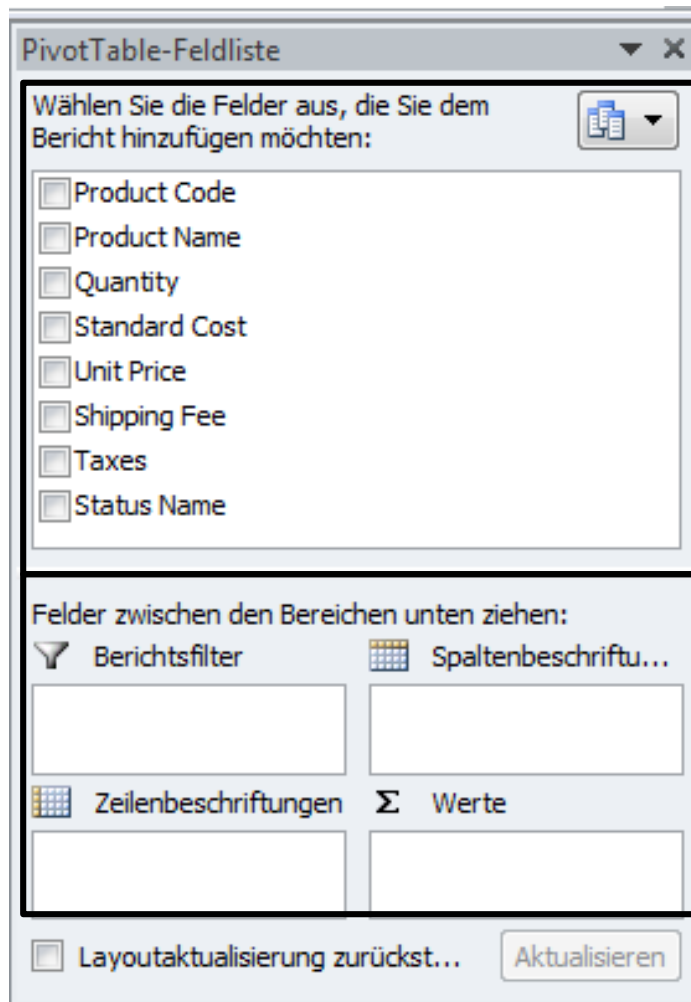 PivotTable-Feldliste
Wählen Sie die Felder aus, die Sie dem
Bericht hinzufügen möchten:
Product Code
Product Name
Quantity
Standard Cost
Unit Price
Shipping Fee
Taxes
Status Name
Felder zwischen den Bereichen unten ziehen:
Berichtsfilter
Spaltenbeschriftu...
Zeilenbeschriftungen
Σ Werte
Layoutaktualisierung zurückst...
Aktualisieren